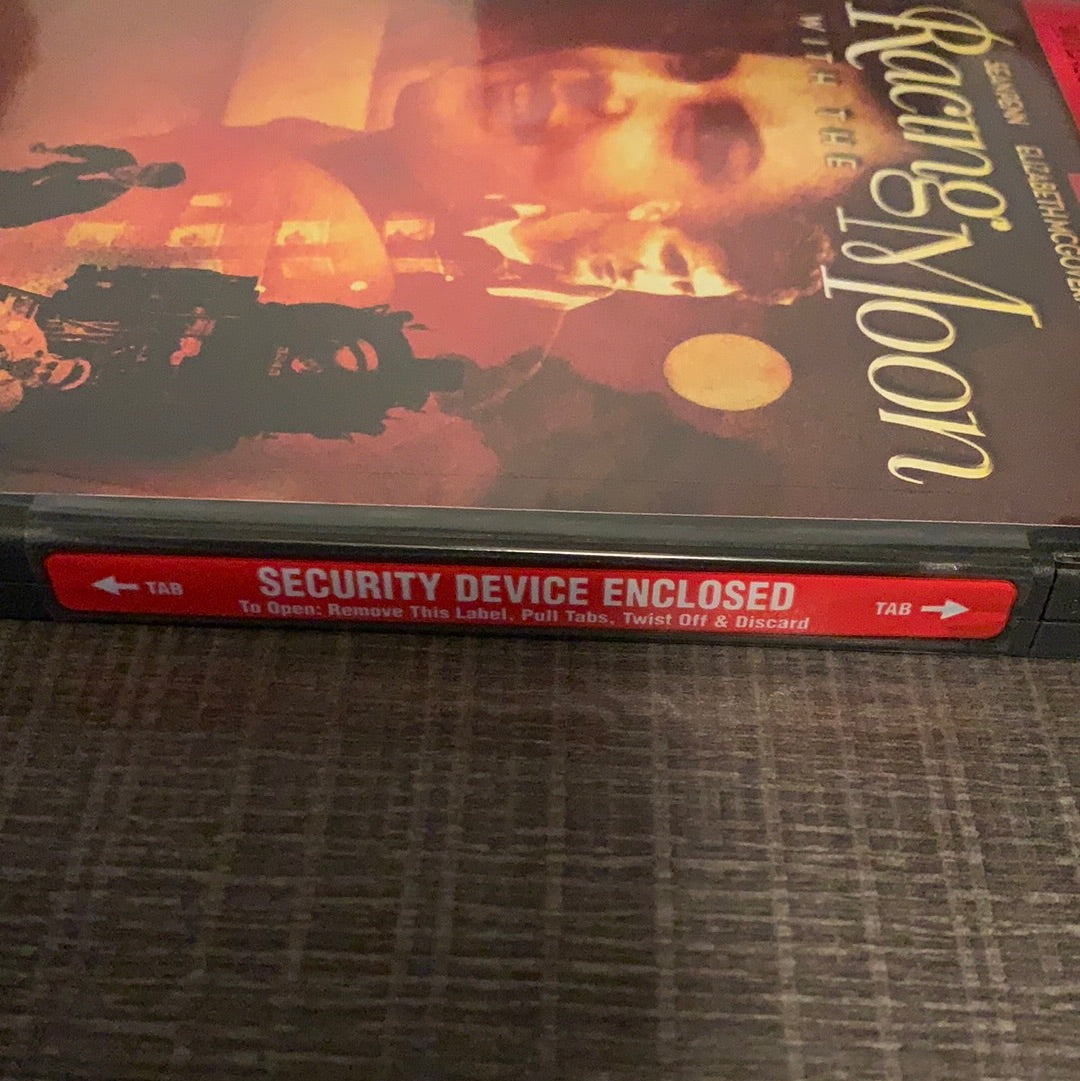 SEAN PENN ELIZABETH MCGOVERN
Racing
WITH THE
Moon
← TAB
SECURITY DEVICE ENCLOSED
To Open: Remove This Label, Pull Tabs, Twist Off & Discard
TAB →